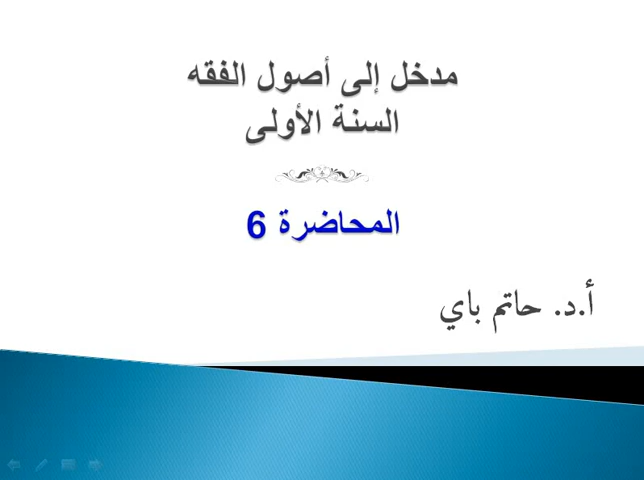 مدخل إلى أصول الفقه
السنة الأولى
المحاضرة 6
أ.د. حاتم باي